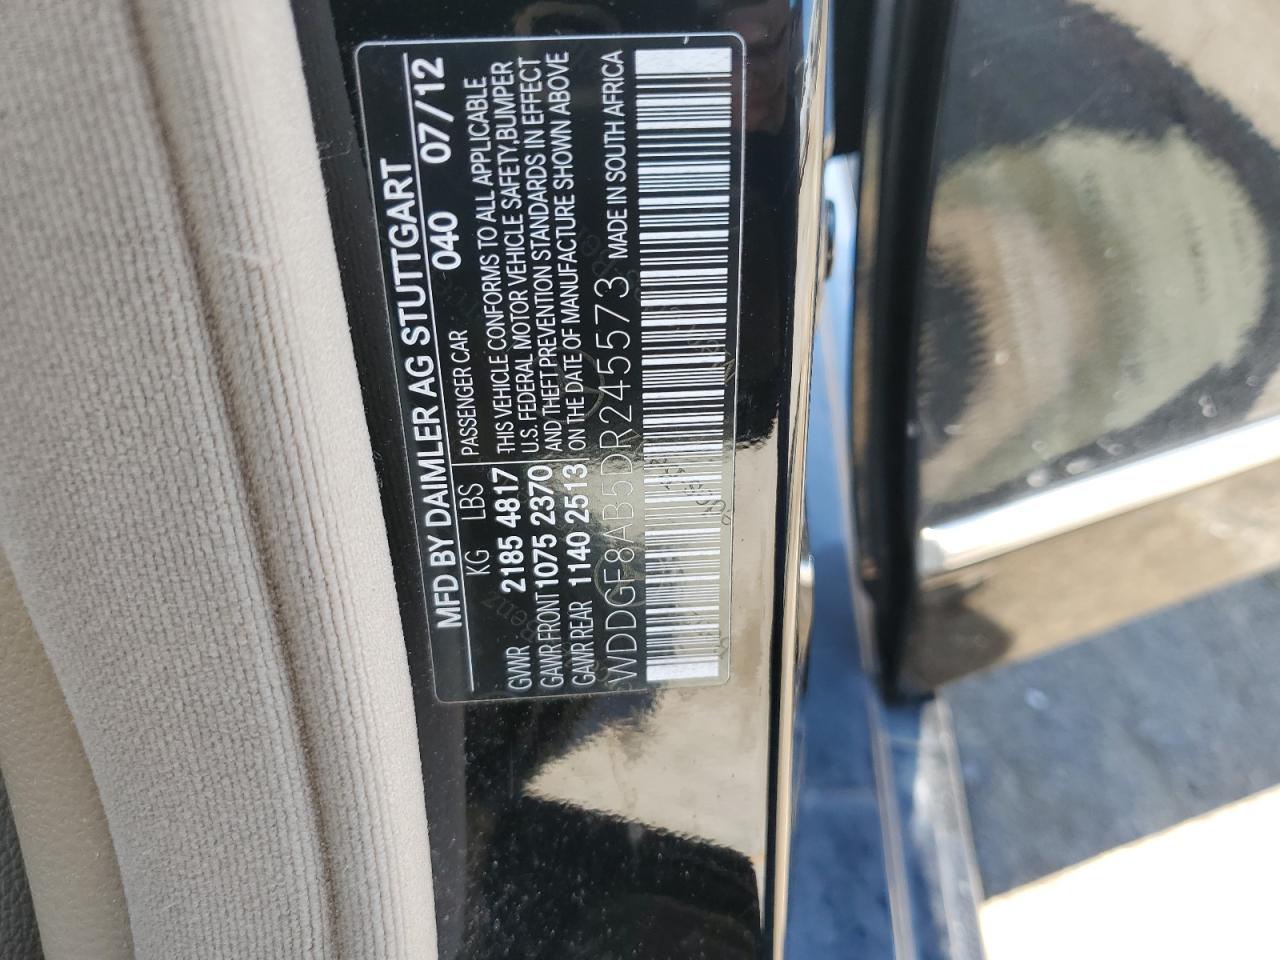 MFD BY DAIMLER AG STUTTGART
040 07/12
KG LBS PASSENGER CAR
GVWR 2185 4817
GAWR FRONT 1075 2370
GAWR REAR 1140 2513
THIS VEHICLE CONFORMS TO ALL APPLICABLE
U.S. FEDERAL MOTOR VEHICLE SAFETY,BUMPER
AND THEFT PREVENTION STANDARDS IN EFFECT
ON THE DATE OF MANUFACTURE SHOWN ABOVE
WDDGF8AB5DR245573 MADE IN SOUTH AFRICA